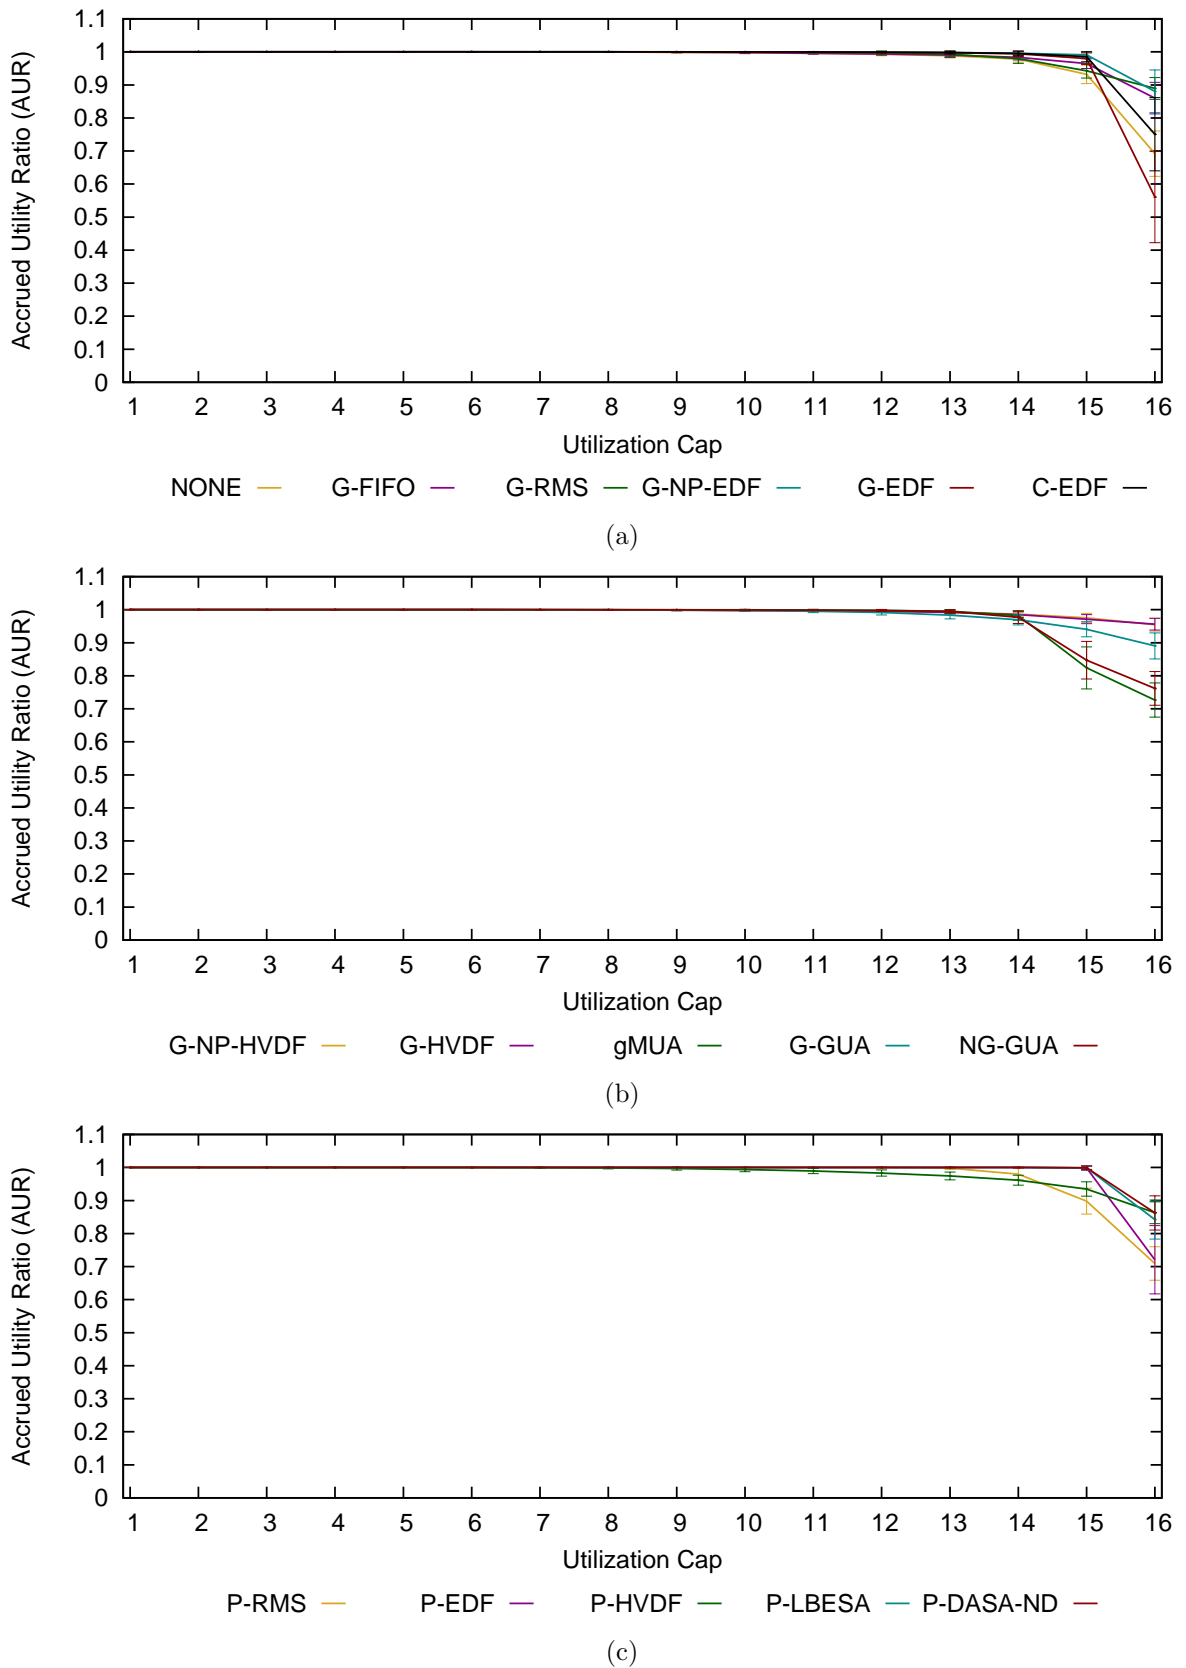 1.1
1
0.9
0.8
0.7
0.6
0.5
0.4
0.3
0.2
0.1
0
Accrued Utility Ratio (AUR)
1 2 3 4 5 6 7 8 9 10 11 12 13 14 15 16
Utilization Cap
NONE G-FIFO G-RMS G-NP-EDF G-EDF C-EDF
(a)
1.1
1
0.9
0.8
0.7
0.6
0.5
0.4
0.3
0.2
0.1
0
Accrued Utility Ratio (AUR)
1 2 3 4 5 6 7 8 9 10 11 12 13 14 15 16
Utilization Cap
G-NP-HVDF G-HVDF gMUA G-GUA NG-GUA
(b)
1.1
1
0.9
0.8
0.7
0.6
0.5
0.4
0.3
0.2
0.1
0
Accrued Utility Ratio (AUR)
1 2 3 4 5 6 7 8 9 10 11 12 13 14 15 16
Utilization Cap
P-RMS P-EDF P-HVDF P-LBESA P-DASA-ND
(c)